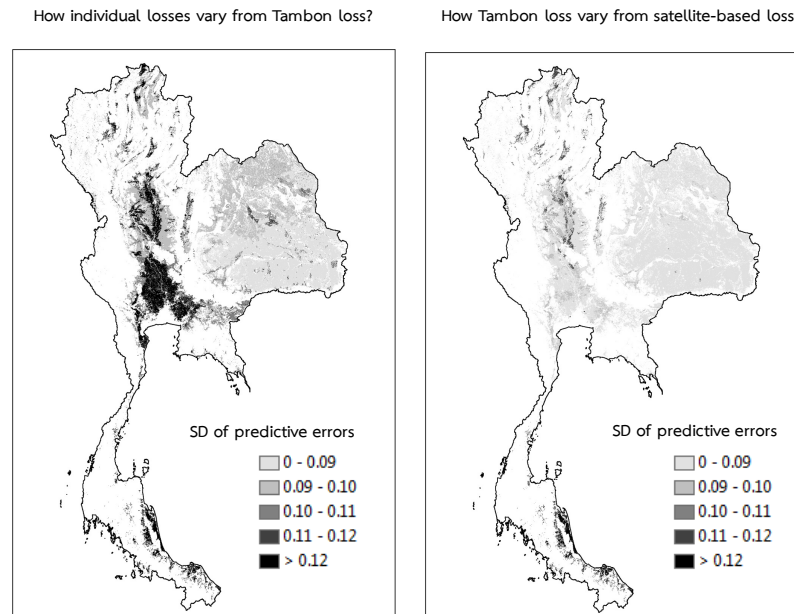 How individual losses vary from Tambon loss?
How Tambon loss vary from satellite-based loss
SD of predictive errors
0 - 0.09
0.09 - 0.10
0.10 - 0.11
0.11 - 0.12
> 0.12
SD of predictive errors
0 - 0.09
0.09 - 0.10
0.10 - 0.11
0.11 - 0.12
> 0.12